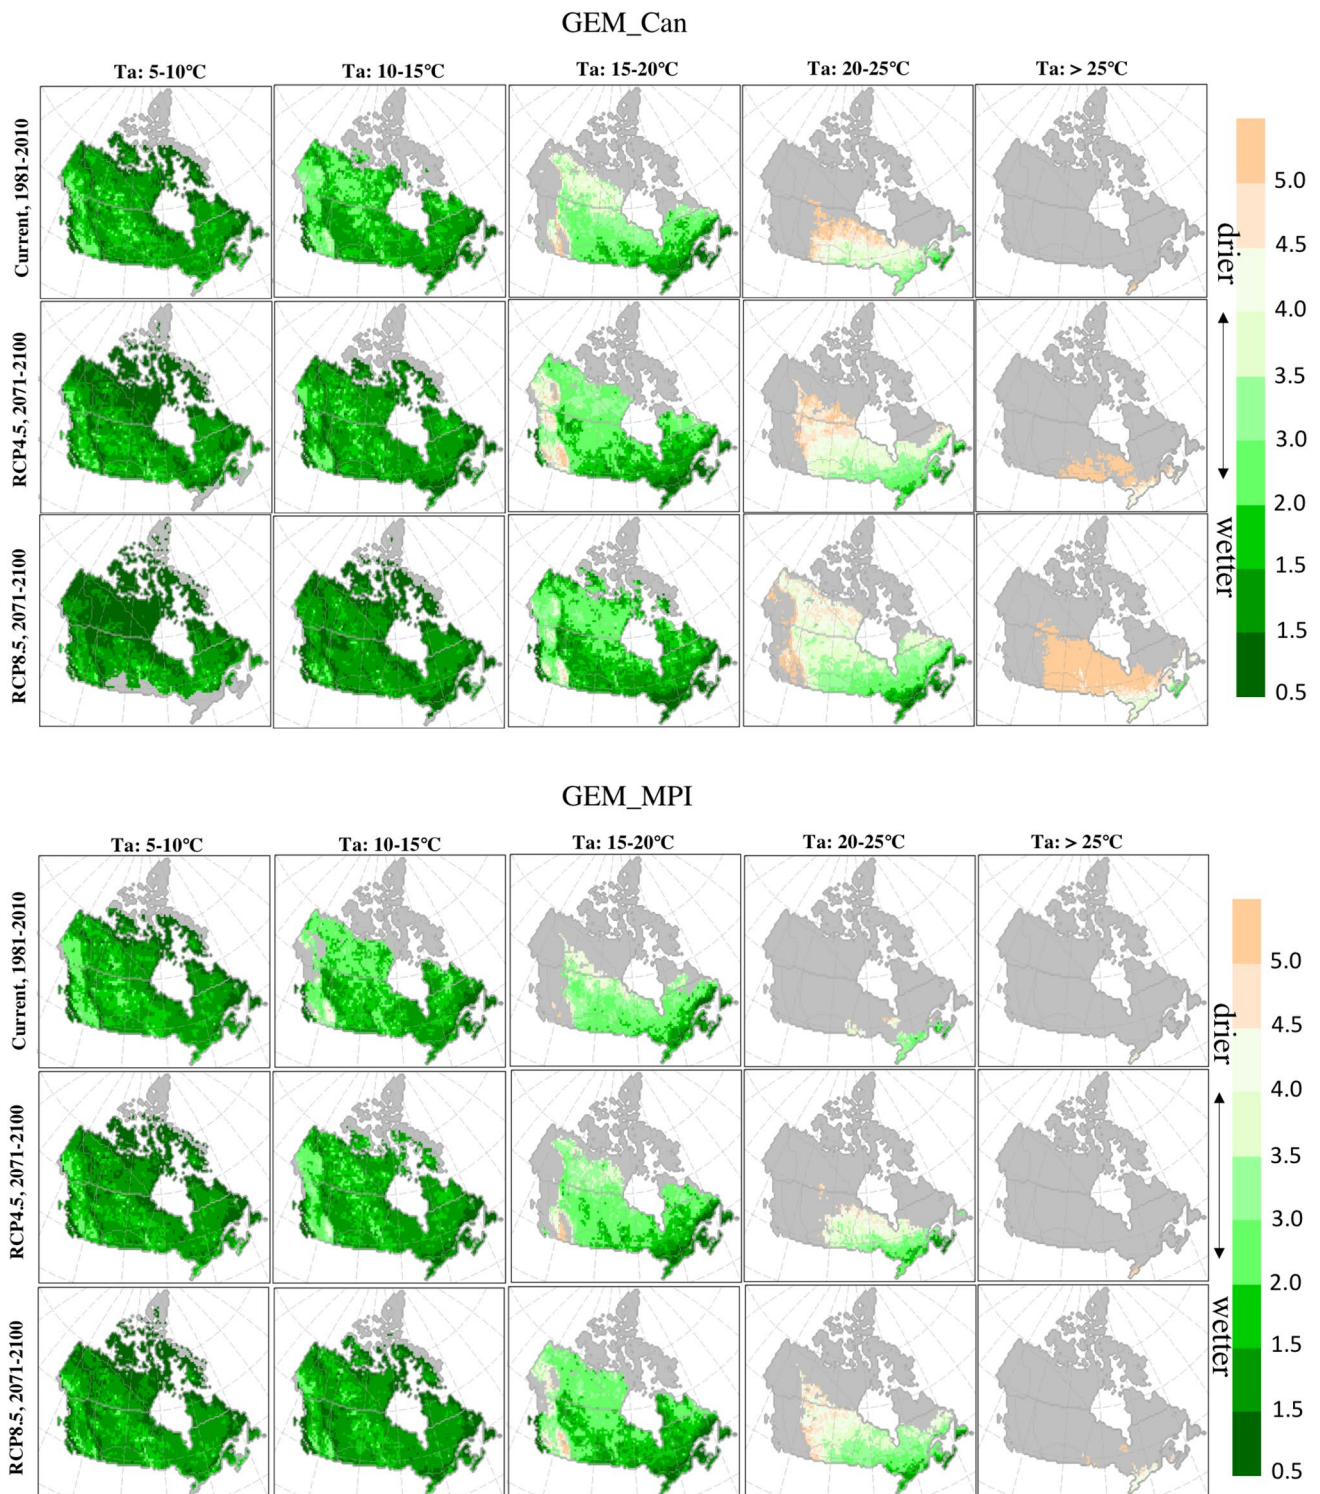 GEM_Can
Ta: 5-10°C
Ta: 10-15°C
Ta: 15-20°C
Ta: 20-25°C
Ta: > 25°C
Current, 1981-2010
RCP4.5, 2071-2100
RCP8.5, 2071-2100
5.0
4.5
4.0
3.5
3.0
2.0
1.5
1.5
0.5
drier
wetter
GEM_MPI
Ta: 5-10°C
Ta: 10-15°C
Ta: 15-20°C
Ta: 20-25°C
Ta: > 25°C
Current, 1981-2010
RCP4.5, 2071-2100
RCP8.5, 2071-2100
5.0
4.5
4.0
3.5
3.0
2.0
1.5
1.5
0.5
drier
wetter